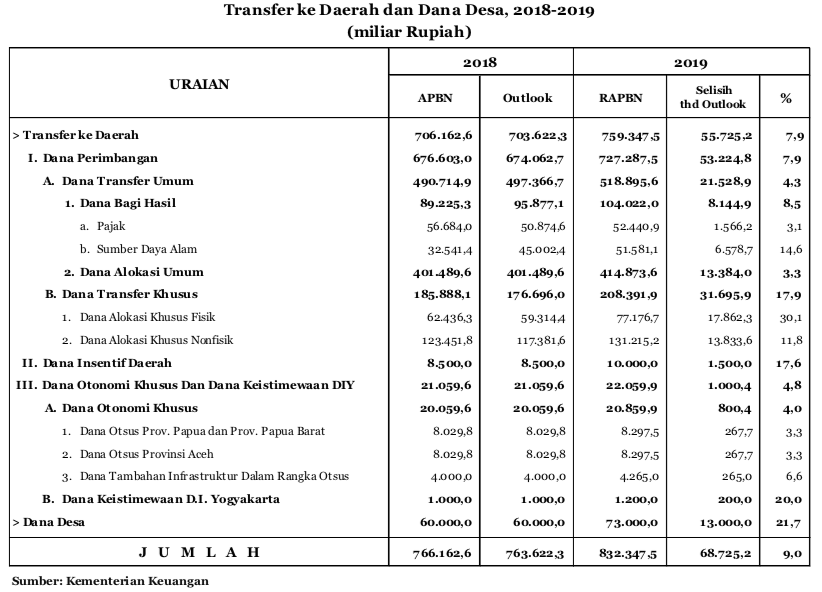 Transfer ke Daerah dan Dana Desa, 2018-2019
(miliar Rupiah)
URAIAN 2018 2019
APBN Outlook RAPBN Selisih thd Outlook %
> Transfer ke Daerah 706.162,6 703.622,3 759.347,5 55.725,2 7,9
I. Dana Perimbangan 676.603,0 674.062,7 727.287,5 53.224,8 7,9
A. Dana Transfer Umum 490.714,9 497.366,7 518.895,6 21.528,9 4,3
1. Dana Bagi Hasil 89.225,3 95.877,1 104.022,0 8.144,9 8,5
a. Pajak 56.684,0 50.874,6 52.440,9 1.566,2 3,1
b. Sumber Daya Alam 32.541,4 45.002,4 51.581,1 6.578,7 14,6
2. Dana Alokasi Umum 401.489,6 401.489,6 414.873,6 13.384,0 3,3
B. Dana Transfer Khusus 185.888,1 176.696,0 208.391,9 31.695,9 17,9
1. Dana Alokasi Khusus Fisik 62.436,3 59.314,4 77.176,7 17.862,3 30,1
2. Dana Alokasi Khusus Nonfisik 123.451,8 117.381,6 131.215,2 13.833,6 11,8
II. Dana Insentif Daerah 8.500,0 8.500,0 10.000,0 1.500,0 17,6
III. Dana Otonomi Khusus Dan Dana Keistimewaan DIY 21.059,6 21.059,6 22.059,9 1.000,4 4,8
A. Dana Otonomi Khusus 20.059,6 20.059,6 20.859,9 800,4 4,0
1. Dana Otsus Prov. Papua dan Prov. Papua Barat 8.029,8 8.029,8 8.297,5 267,7 3,3
2. Dana Otsus Provinsi Aceh 8.029,8 8.029,8 8.297,5 267,7 3,3
3. Dana Tambahan Infrastruktur Dalam Rangka Otsus 4.000,0 4.000,0 4.265,0 265,0 6,6
B. Dana Keistimewaan D.I. Yogyakarta 1.000,0 1.000,0 1.200,0 200,0 20,0
> Dana Desa 60.000,0 60.000,0 73.000,0 13.000,0 21,7
J U M L A H 766.162,6 763.622,3 832.347,5 68.725,2 9,0
Sumber: Kementerian Keuangan